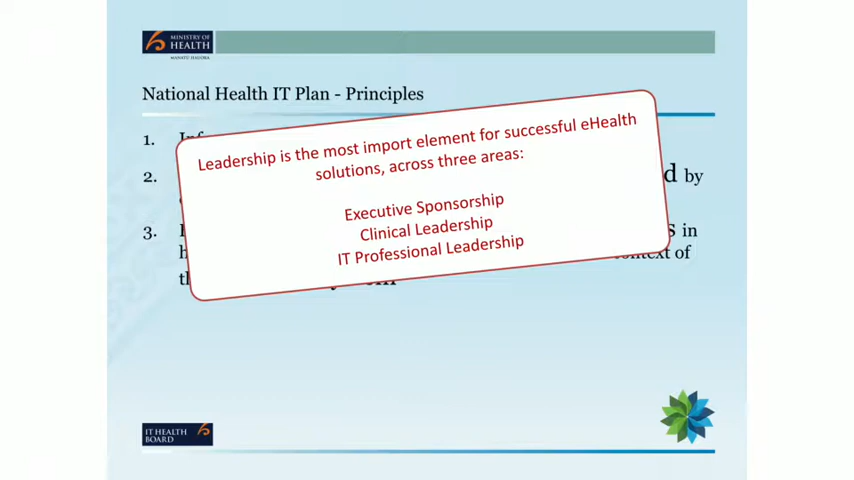 MINISTRY OF
HEALTH
MANATŪ HAUORA
National Health IT Plan - Principles
1.
2.
by
3.
in
of
Leadership is the most import element for successful eHealth
solutions, across three areas:
Executive Sponsorship
Clinical Leadership
IT Professional Leadership
IT HEALTH
BOARD